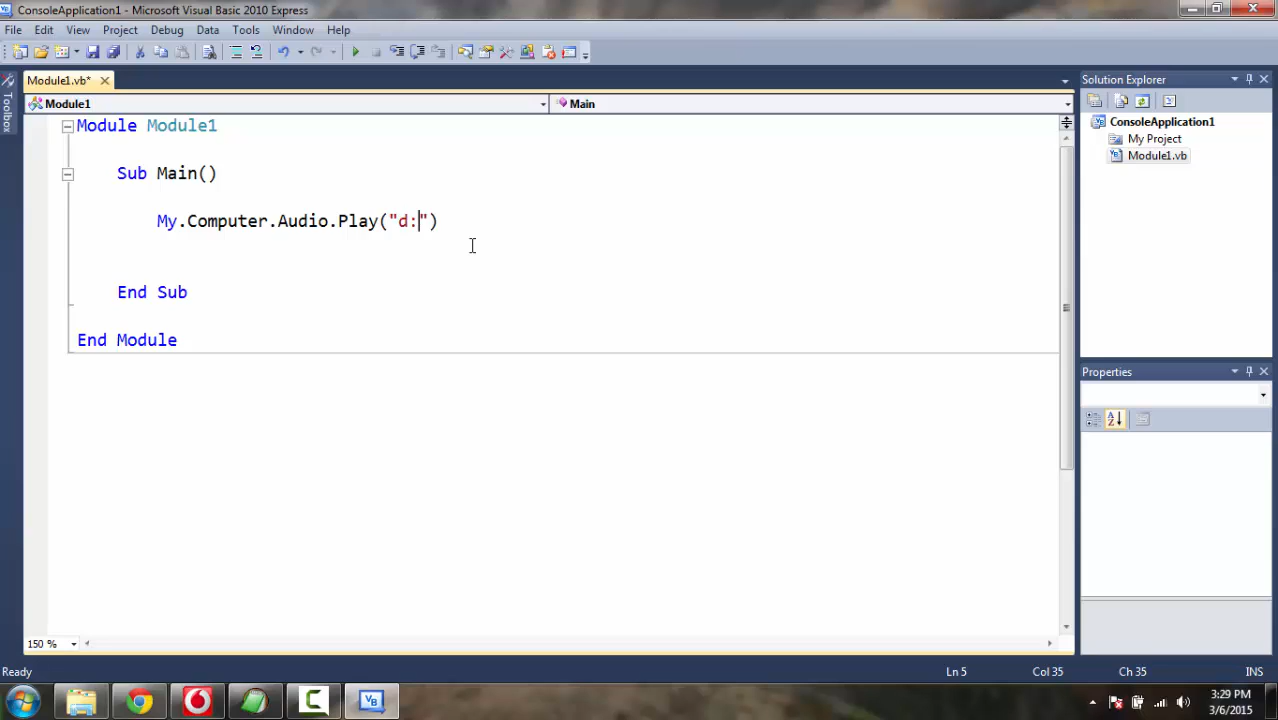 ConsoleApplication1 - Microsoft Visual Basic 2010 Express
File Edit View Project Debug Data Tools Window Help
Module1.vb*
Module1
Main
Toolbox
Module Module1
Sub Main()
My.Computer.Audio.Play("d:")
End Sub
End Module
150 %
Solution Explorer
ConsoleApplication1
My Project
Module1.vb
Properties
Ready
Ln 5
Col 35
Ch 35
INS
3:29 PM
3/6/2015